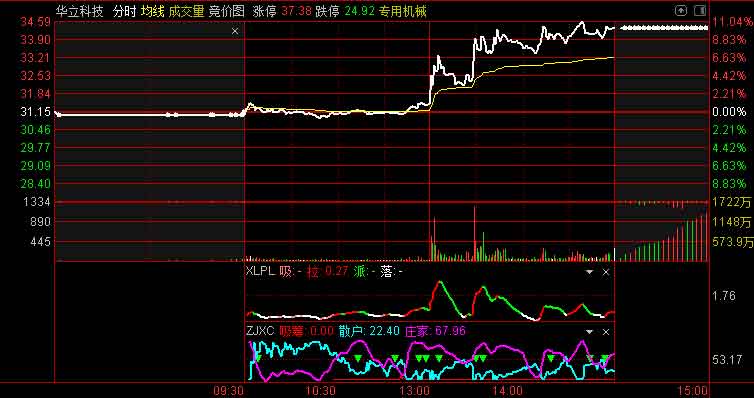 华立科技 分时 均线 成交量 竞价图 涨停 37.38 跌停 24.92 专用机械
34.59 11.04%
33.90 8.83%
33.21 6.63%
32.53 4.42%
31.84 2.21%
31.15 0.00%
30.46 2.21%
29.77 4.42%
29.09 6.63%
28.40 8.83%
1334 1722万
890 1148万
445 573.9万
XLPL 吸:- 拉 0.27 派:- 落:-
1.76
ZJXC 吸筹: 0.00 散户: 22.40 庄家: 67.96
53.17
09:30 10:30 13:00 14:00 15:00